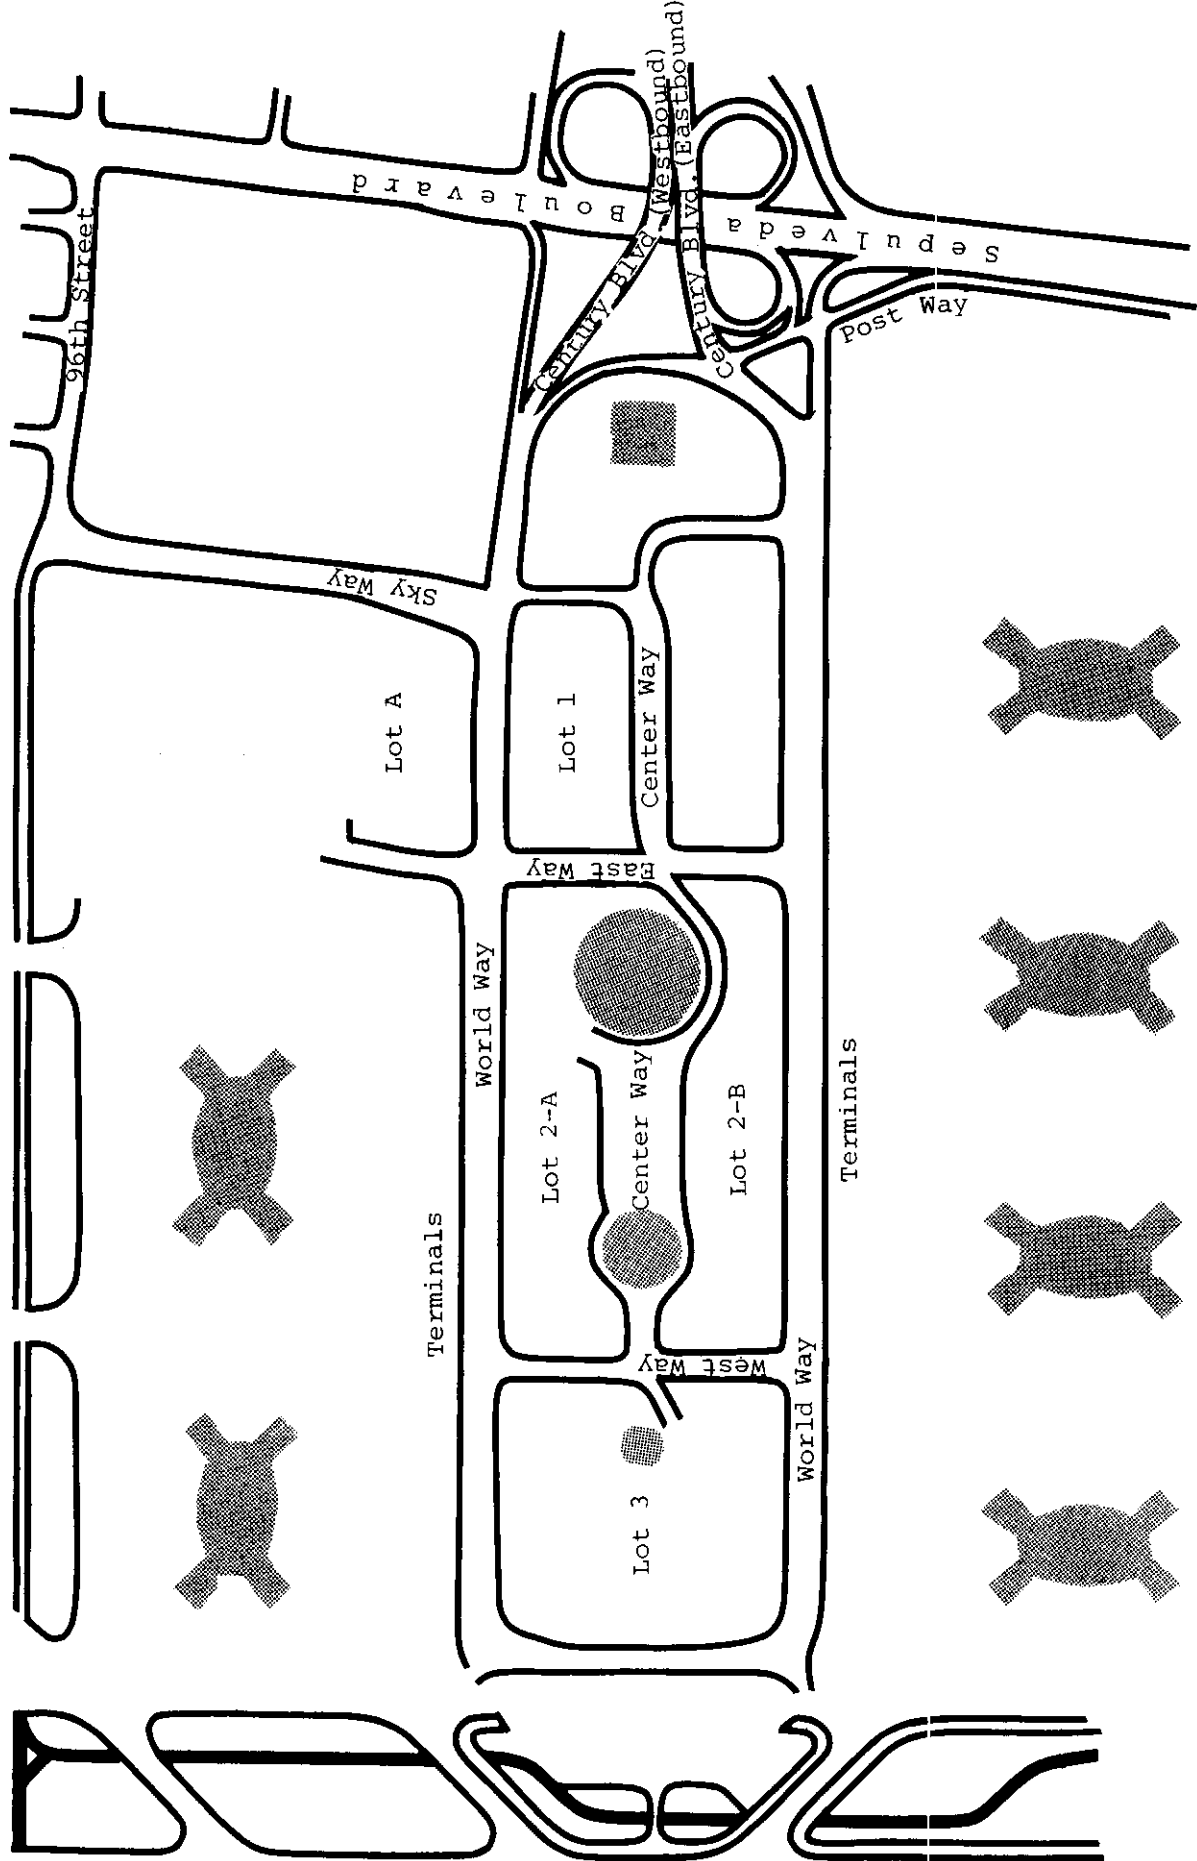 96th Street
Sky Way
Sepulveda Boulevard
Century Blvd. (Westbound)
Century Blvd. (Eastbound)
Post Way
Lot A
Lot 1
Center Way
East Way
World Way
Lot 2-A
Center Way
Lot 2-B
Terminals
Terminals
West Way
World Way
Lot 3